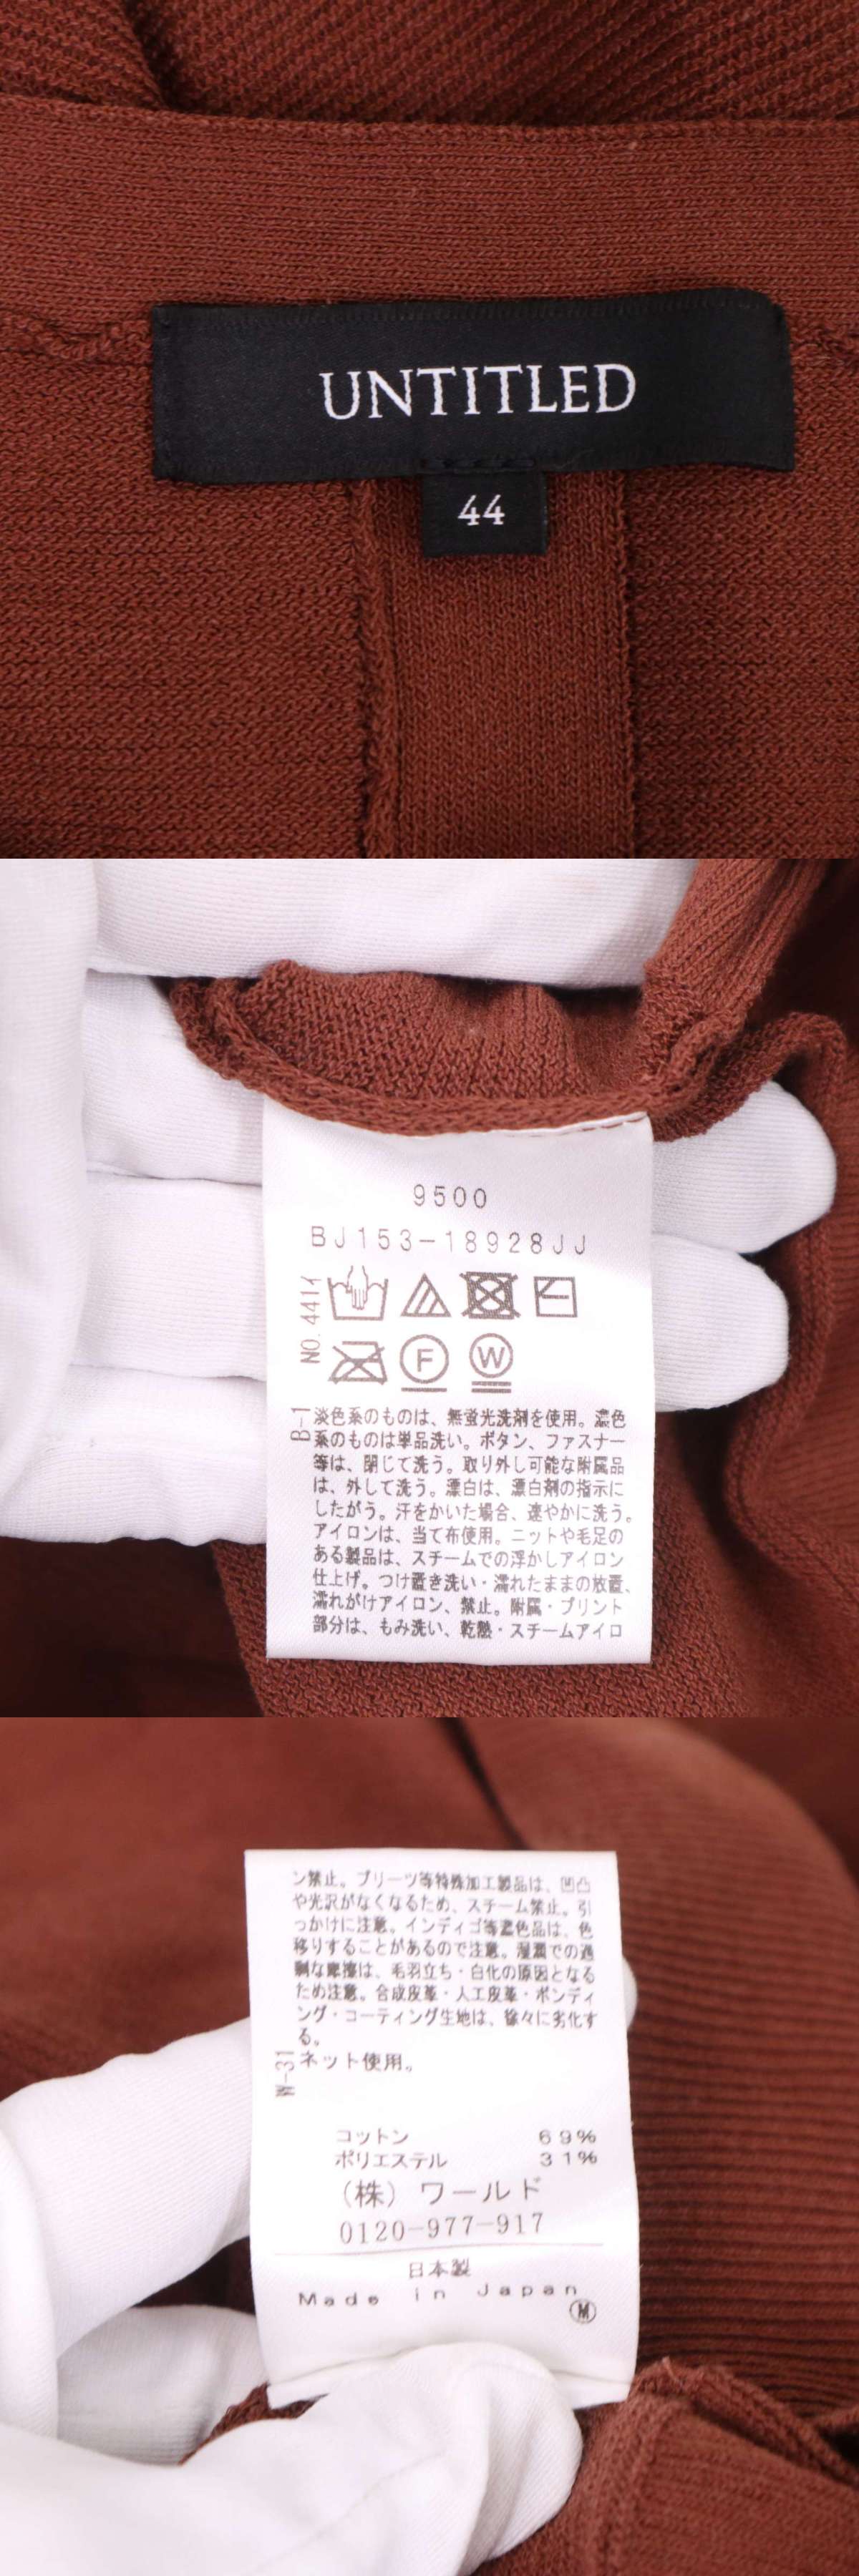 UNTITLED
44
9500
BJ153-18928JJ
NO.441イ
F W
B-1
淡色系のものは、無蛍光洗剤を使用。濃色
系のものは単品洗い。ボタン、ファスナー
等は、閉じて洗う。取り外し可能な附属品
は、外して洗う。漂白は、漂白剤の指示に
したがう。汗をかいた場合、速やかに洗う。
アイロンは、当て布使用。ニットや毛足の
ある製品は、スチームでの浮かしアイロン
仕上げ。つけ置き洗い・濡れたままの放置、
濡れがけアイロン、禁止。附属・プリント
部分は、もみ洗い、乾熱・スチームアイロ
ン禁止。プリーツ等特殊加工製品は、凹凸
や光沢がなくなるため、スチーム禁止。引
っかけに注意。インディゴ等濃色品は、色
移りすることがあるので注意。湿潤での過
剰な摩擦は、毛羽立ち・白化の原因となる
ため注意。合成皮革・人工皮革・ボンディ
ング・コーティング生地は、徐々に劣化す
る。
W-31
ネット使用。
コットン 69%
ポリエステル 31%
(株)ワールド
0120-977-917
日本製
Made in Japan
M